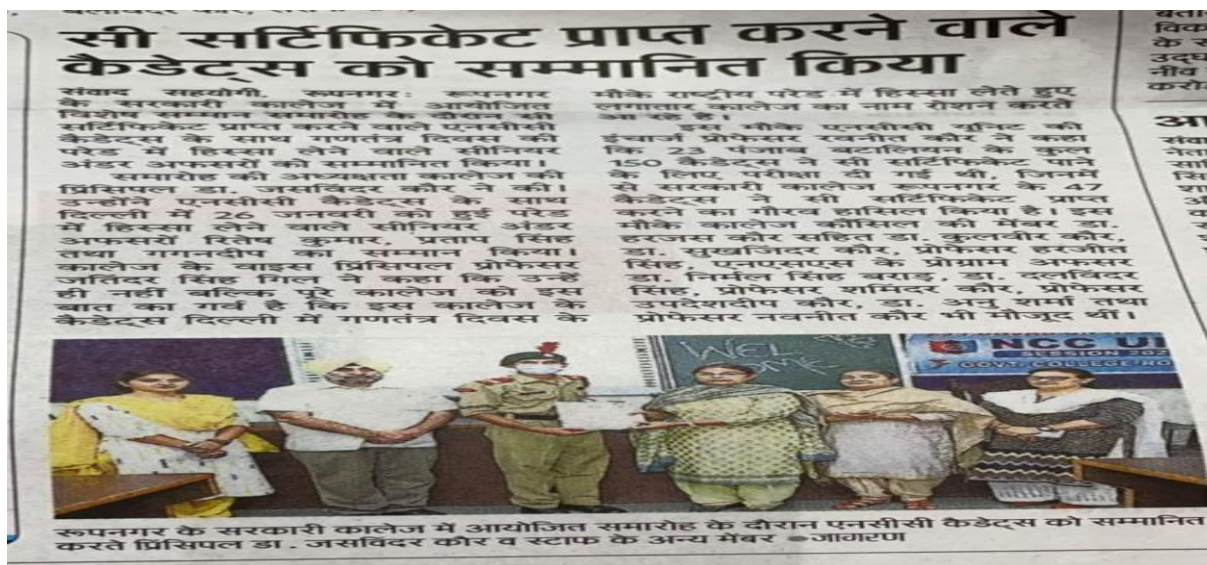 सी सर्टिफिकेट प्राप्त करने वाले
कैडेट्स को सम्मानित किया
संवाद सहयोगी, रूपनगर: रूपनगर
के सरकारी कालेज में आयोजित
विशेष सम्मान समारोह के दौरान सी
सर्टिफिकेट प्राप्त करने वाले एनसीसी
कैडेट्स के साथ गणतंत्र दिवस की
परेड में हिस्सा लेने वाले सीनियर
अंडर अफसरों को सम्मानित किया।
समारोह की अध्यक्षता कालेज की
प्रिंसिपल डा. जसविंदर कौर ने की।
उन्होंने एनसीसी कैडेट्स के साथ
दिल्ली में 26 जनवरी को हुई परेड
में हिस्सा लेने वाले सीनियर अंडर
अफसरों रितेष कुमार, प्रताप सिंह
तथा गगनदीप का सम्मान किया।
कालेज के वाइस प्रिंसिपल प्रोफेसर
जतिंदर सिंह गिल ने कहा कि उन्हें
ही नहीं बल्कि पूरे कालेज को इस
बात का गर्व है कि इस कालेज के
कैडेट्स दिल्ली में गणतंत्र दिवस के
मौके राष्ट्रीय परेड में हिस्सा लेते हुए
लगातार कालेज का नाम रोशन करते
आ रहे है।
इस मौके एनसीसी यूनिट की
इंचार्ज प्रोफेसर रणजीत कौर ने कहा
कि 23 पंजाब बटालियन के कुल
150 कैडेट्स ने सी सर्टिफिकेट पाने
के लिए परीक्षा दी गई थी, जिनमें
से सरकारी कालेज रूपनगर के 47
कैडेट्स ने सी सर्टिफिकेट प्राप्त
करने का गौरव हासिल किया है। इस
मौके कालेज कौंसिल की मेंबर डा.
हरजस कौर सहित डा. कुलवीर कौर,
डा. सुखजिंदर कौर, प्रोफेसर हरजीत
सिंह, एनएसएस के प्रोग्राम अफसर
डा. निर्मल सिंह बराड़, डा. दलविंदर
सिंह, प्रोफेसर शमिंदर कौर, प्रोफेसर
उपदेशदीप कौर, डा. अनु शर्मा तथा
प्रोफेसर नवनीत कौर भी मौजूद थीं।
WEL
NCC U
SESSION 202
GOVT COLLEGE RO
रूपनगर के सरकारी कालेज में आयोजित समारोह के दौरान एनसीसी कैडेट्स को सम्मानित
करते प्रिंसिपल डा. जसविंदर कौर व स्टाफ के अन्य मेंबर ●जागरण